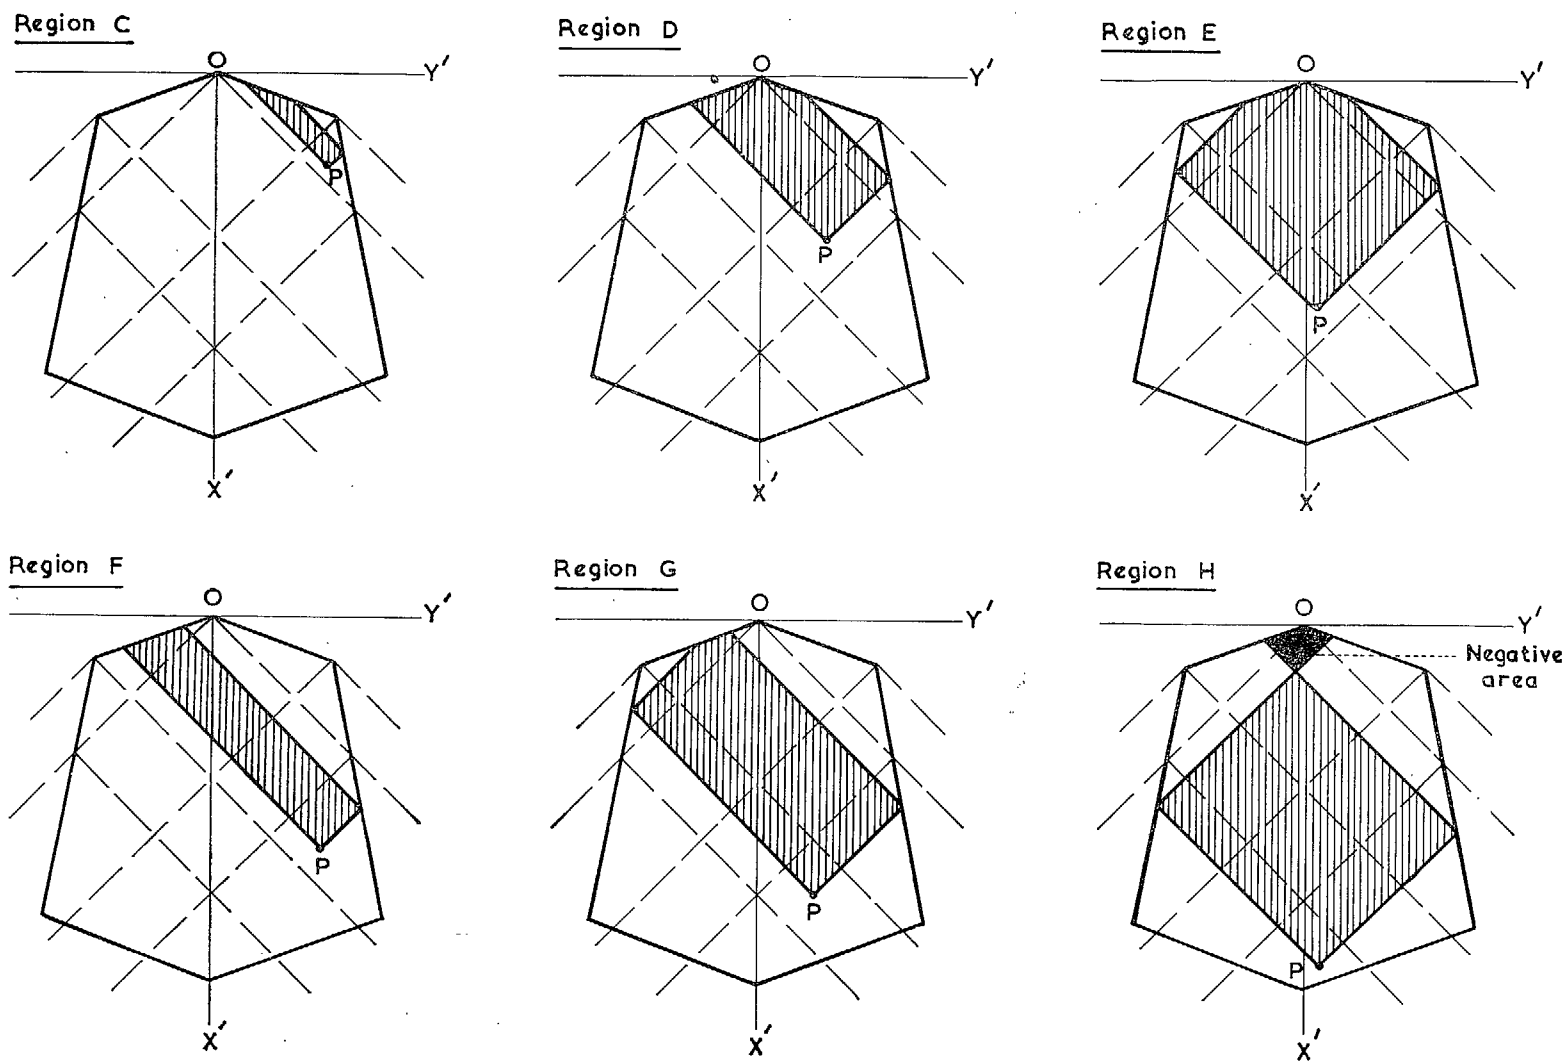 Region C
O
Y'
P
X'
Region D
O
Y'
P
X'
Region E
O
Y'
P
X'
Region F
O
Y'
P
X'
Region G
O
Y'
P
X'
Region H
O
Y'
Negative
area
P
X'